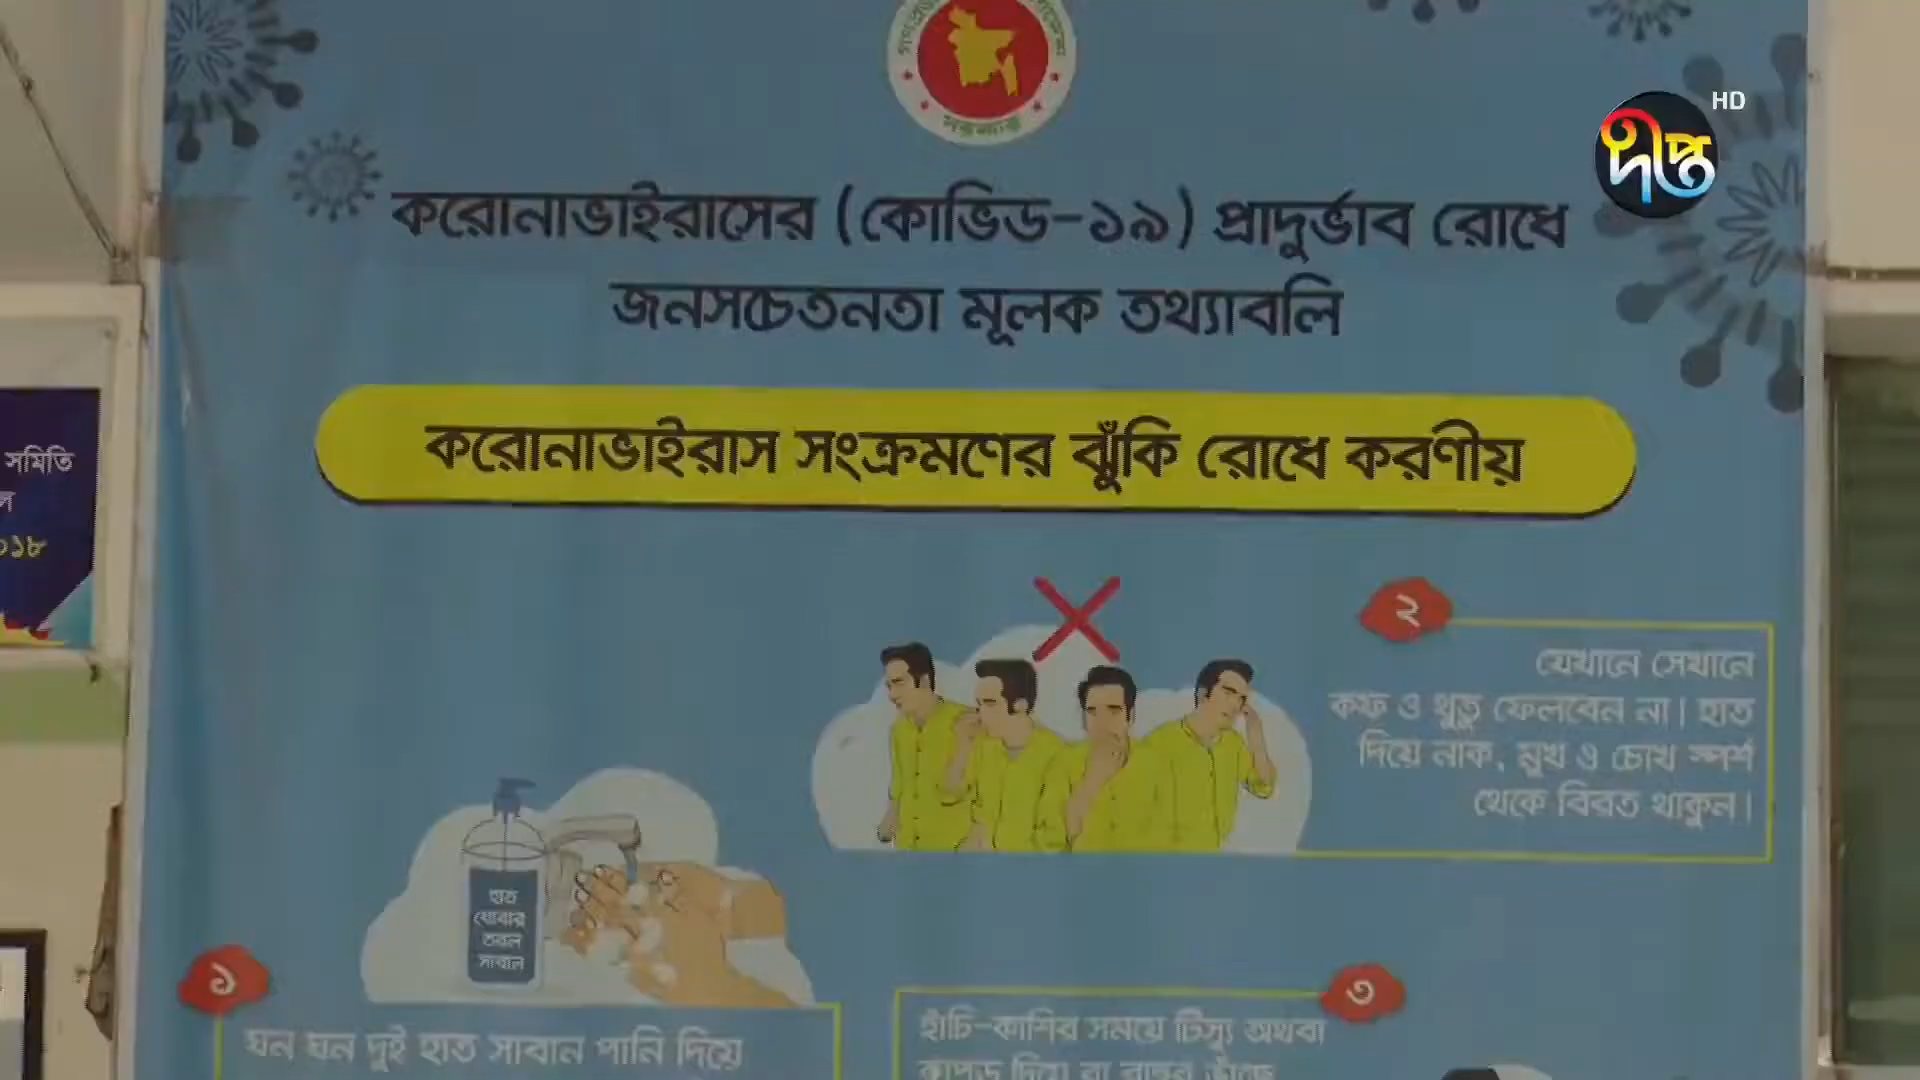 HD
দীপ্ত
সরকার
করোনাভাইরাসের (কোভিড-১৯) প্রাদুর্ভাব রোধে
জনসচেতনতা মূলক তথ্যাবলি
করোনাভাইরাস সংক্রমণের ঝুঁকি রোধে করণীয়
সমিতি
২
যেখানে সেখানে
কফ ও থুতু ফেলবেন না। হাত
দিয়ে নাক, মুখ ও চোখ স্পর্শ
থেকে বিরত থাকুন।
হাত
ধোবার
তরল
সাবান
১
ঘন ঘন দুই হাত সাবান পানি দিয়ে
৩
হাঁচি-কাশির সময়ে টিস্যু অথবা